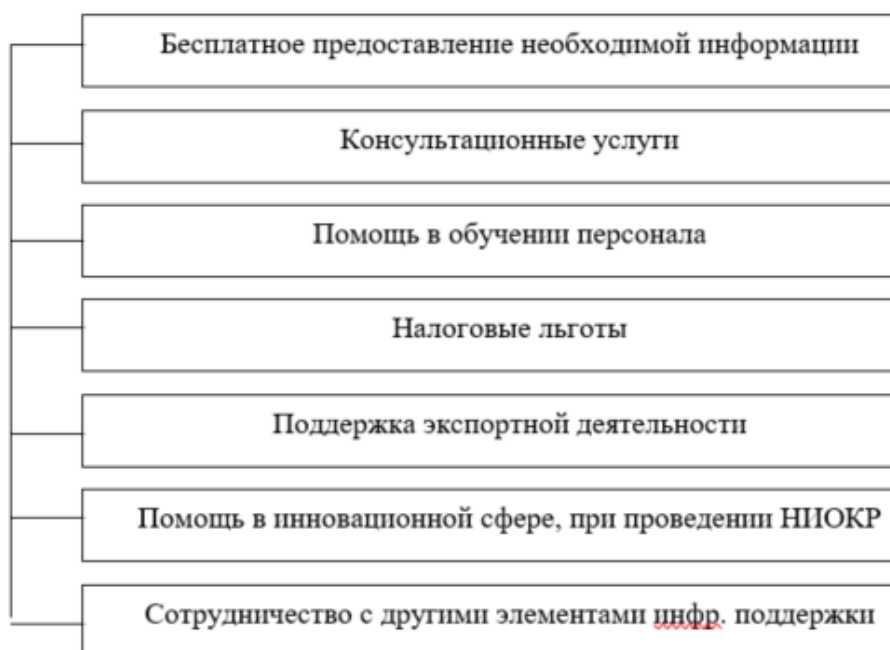 Бесплатное предоставление необходимой информации
Консультационные услуги
Помощь в обучении персонала
Налоговые льготы
Поддержка экспортной деятельности
Помощь в инновационной сфере, при проведении НИОКР
Сотрудничество с другими элементами инфр. поддержки